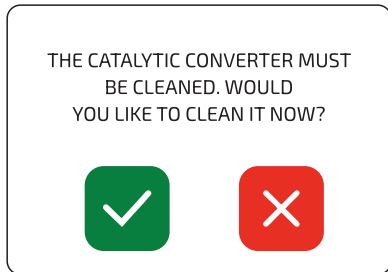 THE CATALYTIC CONVERTER MUST
BE CLEANED. WOULD
YOU LIKE TO CLEAN IT NOW?